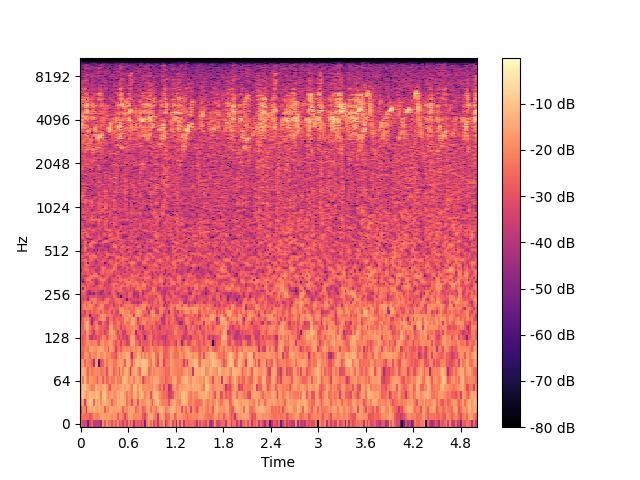 8192
4096
2048
1024
512
256
128
64
0
Hz
0 0.6 1.2 1.8 2.4 3 3.6 4.2 4.8
Time
-10 dB
-20 dB
-30 dB
-40 dB
-50 dB
-60 dB
-70 dB
-80 dB